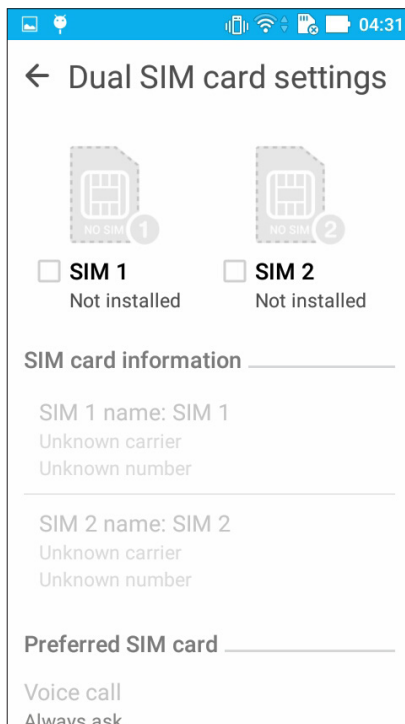 04:31
Dual SIM card settings
NO SIM 1 NO SIM 2
SIM 1 SIM 2
Not installed Not installed
SIM card information
SIM 1 name: SIM 1
Unknown carrier
Unknown number
SIM 2 name: SIM 2
Unknown carrier
Unknown number
Preferred SIM card
Voice call
Always ask